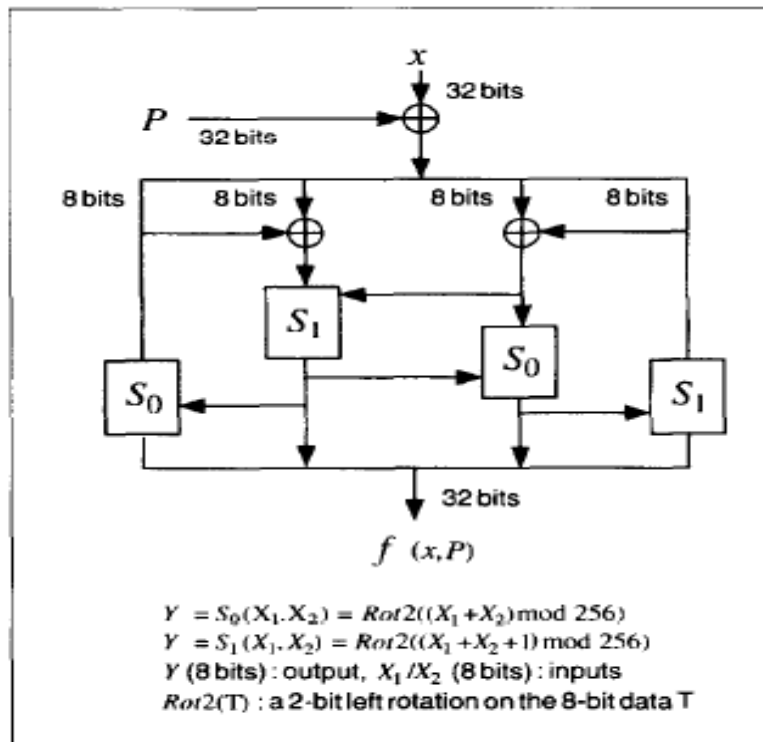 x
32 bits
P
32 bits
8 bits 8 bits 8 bits 8 bits
S₁
S₀
S₀
S₁
32 bits
f (x,P)
Y = S₀(X₁.X₂) = Rot2((X₁+X₂) mod 256)
Y = S₁(X₁, X₂) = Rot2((X₁+X₂+1) mod 256)
Y (8 bits) : output, X₁/X₂ (8 bits) : inputs
Rot2(T) : a 2-bit left rotation on the 8-bit data T